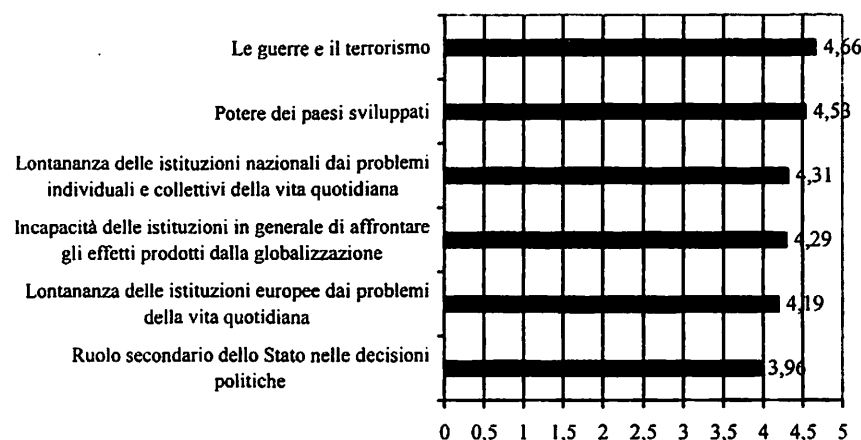 Le guerre e il terrorismo
4,66
Potere dei paesi sviluppati
4,53
Lontananza delle istituzioni nazionali dai problemi
individuali e collettivi della vita quotidiana
4,31
Incapacità delle istituzioni in generale di affrontare
gli effetti prodotti dalla globalizzazione
4,29
Lontananza delle istituzioni europee dai problemi
della vita quotidiana
4,19
Ruolo secondario dello Stato nelle decisioni
politiche
3,96
0 0,5 1 1,5 2 2,5 3 3,5 4 4,5 5